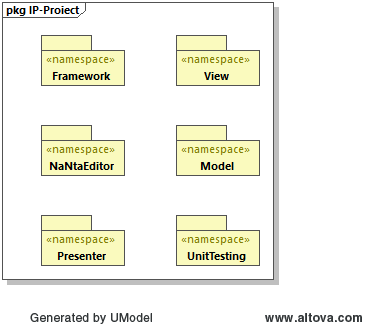 pkg IP-Project
«namespace» «namespace»
Framework View
«namespace» «namespace»
NaNtaEditor Model
«namespace» «namespace»
Presenter UnitTesting
Generated by UModel www.altova.com